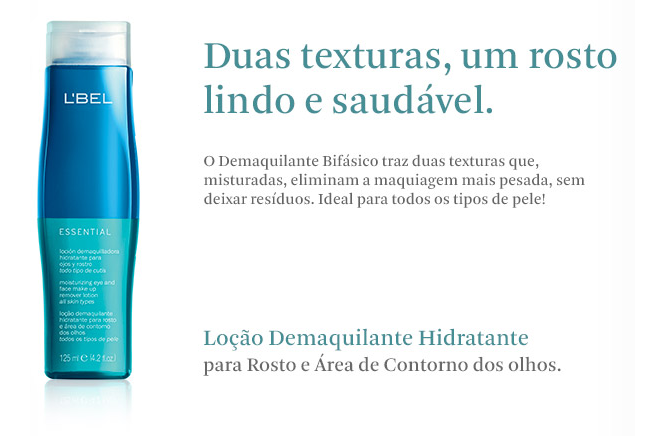 Duas texturas, um rosto
lindo e saudável.
O Demaquilante Bifásico traz duas texturas que,
misturadas, eliminam a maquiagem mais pesada, sem
deixar resíduos. Ideal para todos os tipos de pele!
Loção Demaquilante Hidratante
para Rosto e Área de Contorno dos olhos.
L'BEL
ESSENTIAL
loción demaquilladora
hidratante para
ojos y rostro
todo tipo de cutis
moisturizing eye and
face make up
remover lotion
all skin types
loção demaquilante
hidratante para rosto
e área de contorno
dos olhos
todos os tipos de pele
125 ml e (4.2 fl.oz)